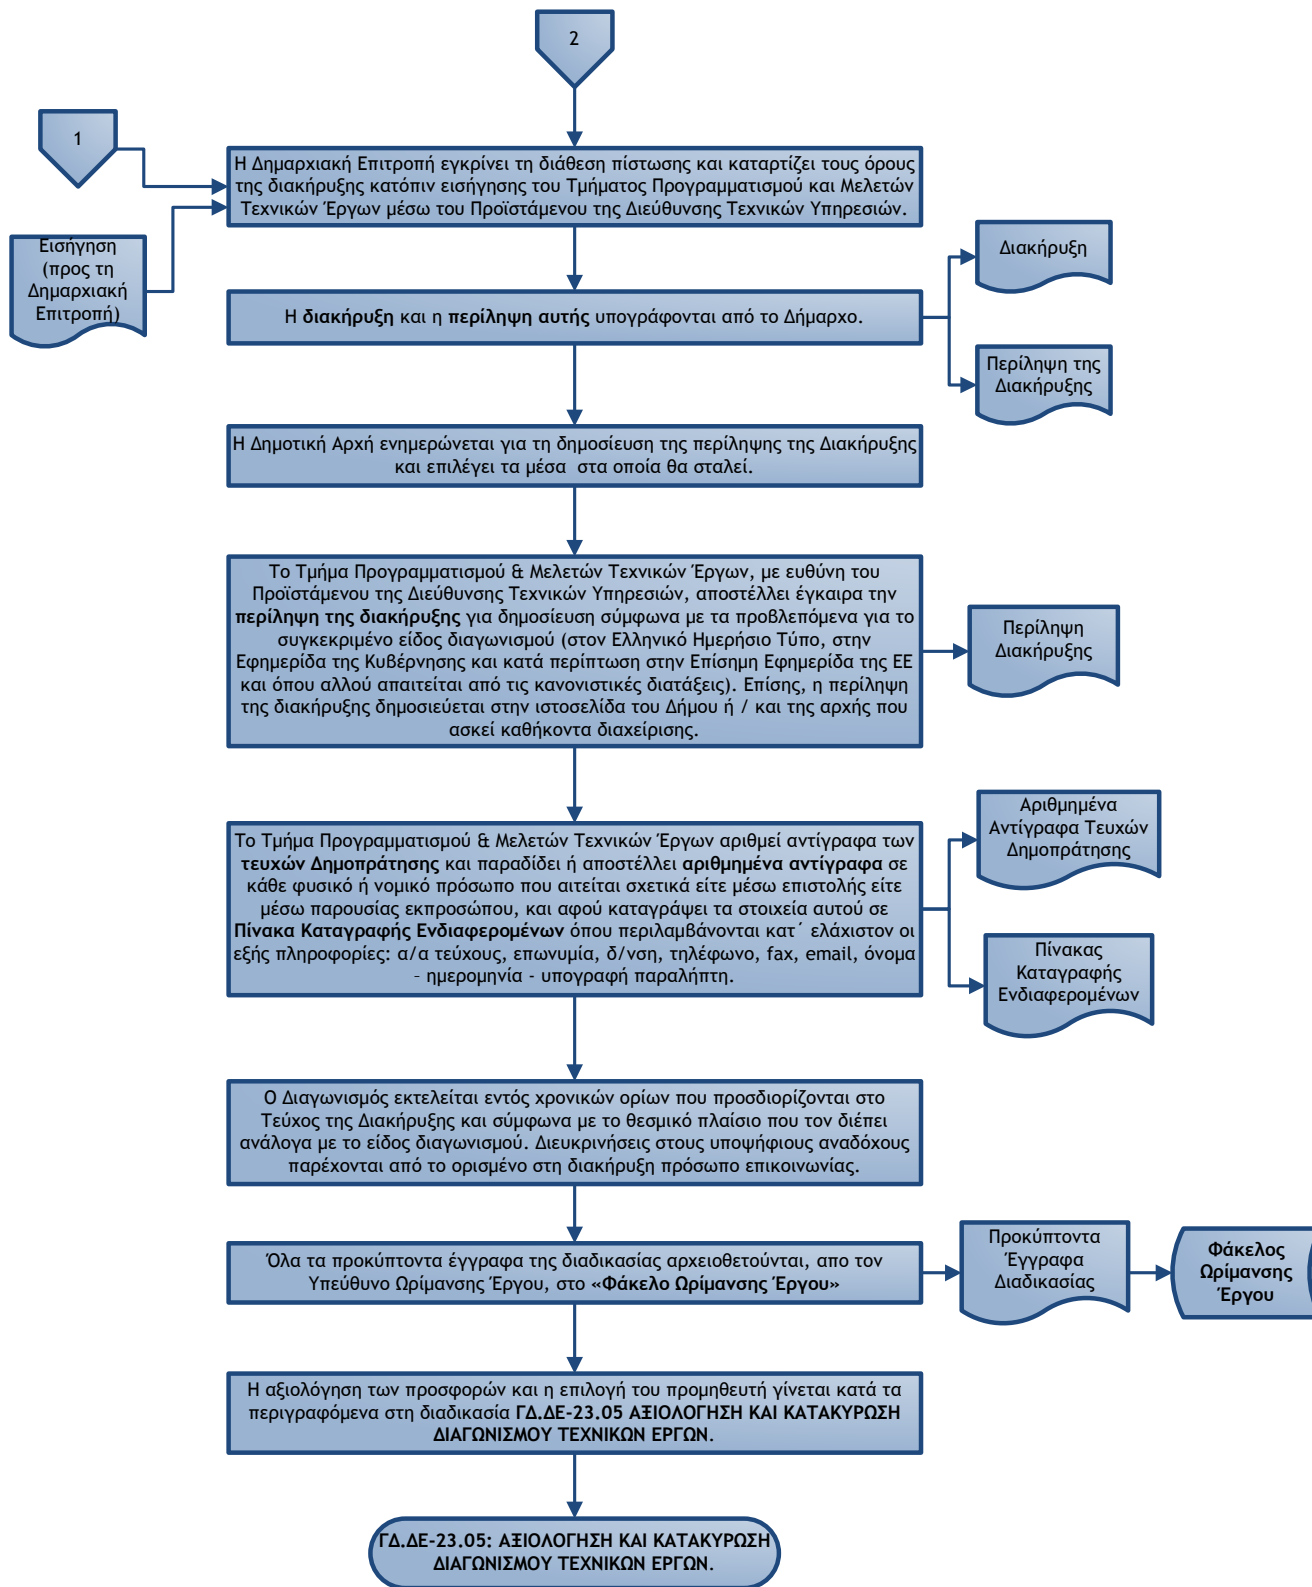 2
1
Η Δημαρχιακή Επιτροπή εγκρίνει τη διάθεση πίστωσης και καταρτίζει τους όρους
της διακήρυξης κατόπιν εισήγησης του Τμήματος Προγραμματισμού και Μελετών
Τεχνικών Έργων μέσω του Προϊστάμενου της Διεύθυνσης Τεχνικών Υπηρεσιών.
Εισήγηση
(προς τη
Δημαρχιακή
Επιτροπή)
Διακήρυξη
Η διακήρυξη και η περίληψη αυτής υπογράφονται από το Δήμαρχο.
Περίληψη της
Διακήρυξης
Η Δημοτική Αρχή ενημερώνεται για τη δημοσίευση της περίληψης της Διακήρυξης
και επιλέγει τα μέσα  στα οποία θα σταλεί.
Το Τμήμα Προγραμματισμού & Μελετών Τεχνικών Έργων, με ευθύνη του
Προϊστάμενου της Διεύθυνσης Τεχνικών Υπηρεσιών, αποστέλλει έγκαιρα την
περίληψη της διακήρυξης για δημοσίευση σύμφωνα με τα προβλεπόμενα για το
συγκεκριμένο είδος διαγωνισμού (στον Ελληνικό Ημερήσιο Τύπο, στην
Εφημερίδα της Κυβέρνησης και κατά περίπτωση στην Επίσημη Εφημερίδα της ΕΕ
και όπου αλλού απαιτείται από τις κανονιστικές διατάξεις). Επίσης, η περίληψη
της διακήρυξης δημοσιεύεται στην ιστοσελίδα του Δήμου ή / και της αρχής που
ασκεί καθήκοντα διαχείρισης.
Περίληψη
Διακήρυξης
Το Τμήμα Προγραμματισμού & Μελετών Τεχνικών Έργων αριθμεί αντίγραφα των
τευχών Δημοπράτησης και παραδίδει ή αποστέλλει αριθμημένα αντίγραφα σε
κάθε φυσικό ή νομικό πρόσωπο που αιτείται σχετικά είτε μέσω επιστολής είτε
μέσω παρουσίας εκπροσώπου, και αφού καταγράψει τα στοιχεία αυτού σε
Πίνακα Καταγραφής Ενδιαφερομένων όπου περιλαμβάνονται κατ΄ ελάχιστον οι
εξής πληροφορίες: α/α τεύχους, επωνυμία, δ/νση, τηλέφωνο, fax, email, όνομα
- ημερομηνία - υπογραφή παραλήπτη.
Αριθμημένα
Αντίγραφα Τευχών
Δημοπράτησης
Πίνακας
Καταγραφής
Ενδιαφερομένων
Ο Διαγωνισμός εκτελείται εντός χρονικών ορίων που προσδιορίζονται στο
Τεύχος της Διακήρυξης και σύμφωνα με το θεσμικό πλαίσιο που τον διέπει
ανάλογα με το είδος διαγωνισμού. Διευκρινήσεις στους υποψήφιους αναδόχους
παρέχονται από το ορισμένο στη διακήρυξη πρόσωπο επικοινωνίας.
Όλα τα προκύπτοντα έγγραφα της διαδικασίας αρχειοθετούνται, απο τον
Υπεύθυνο Ωρίμανσης Έργου, στο «Φάκελο Ωρίμανσης Έργου»
Προκύπτοντα
Έγγραφα
Διαδικασίας
Φάκελος
Ωρίμανσης
Έργου
Η αξιολόγηση των προσφορών και η επιλογή του προμηθευτή γίνεται κατά τα
περιγραφόμενα στη διαδικασία ΓΔ.ΔΕ-23.05 ΑΞΙΟΛΟΓΗΣΗ ΚΑΙ ΚΑΤΑΚΥΡΩΣΗ
ΔΙΑΓΩΝΙΣΜΟΥ ΤΕΧΝΙΚΩΝ ΕΡΓΩΝ.
ΓΔ.ΔΕ-23.05: ΑΞΙΟΛΟΓΗΣΗ ΚΑΙ ΚΑΤΑΚΥΡΩΣΗ
ΔΙΑΓΩΝΙΣΜΟΥ ΤΕΧΝΙΚΩΝ ΕΡΓΩΝ.